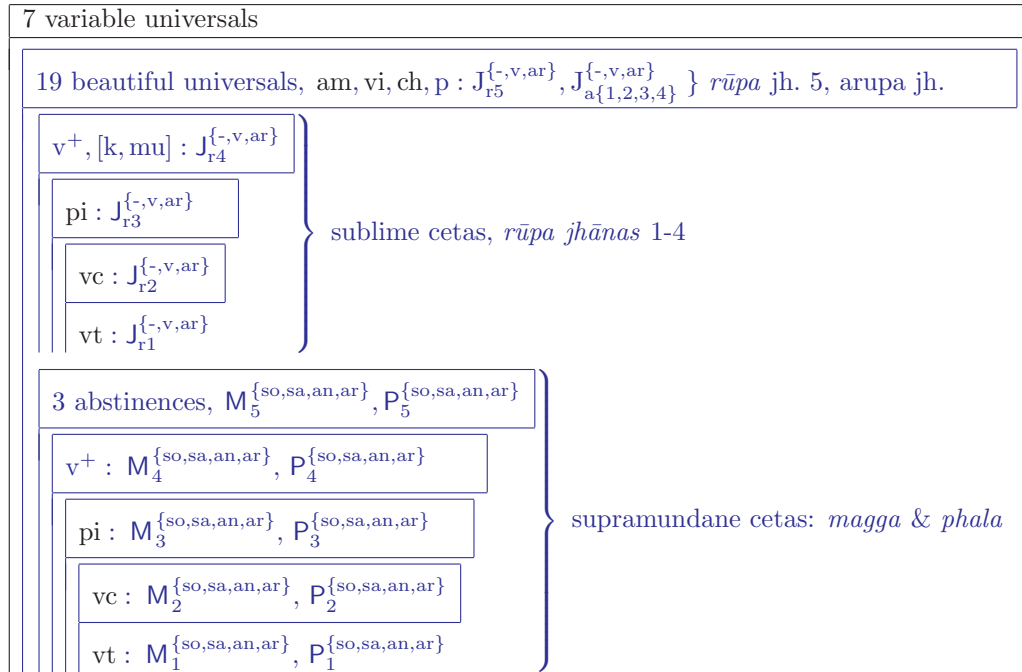 7 variable universals
19 beautiful universals, am, vi, ch, p : J_{r5}^{{-,v,ar}}, J_{a{1,2,3,4}}^{{-,v,ar}} } rūpa jh. 5, arupa jh.
v^+, [k, mu] : J_{r4}^{{-,v,ar}}
pi : J_{r3}^{{-,v,ar}}
sublime cetas, rūpa jhānas 1-4
vc : J_{r2}^{{-,v,ar}}
vt : J_{r1}^{{-,v,ar}}
3 abstinences, M_5^{{so,sa,an,ar}}, P_5^{{so,sa,an,ar}}
v^+ : M_4^{{so,sa,an,ar}}, P_4^{{so,sa,an,ar}}
pi : M_3^{{so,sa,an,ar}}, P_3^{{so,sa,an,ar}}
supramundane cetas: magga & phala
vc : M_2^{{so,sa,an,ar}}, P_2^{{so,sa,an,ar}}
vt : M_1^{{so,sa,an,ar}}, P_1^{{so,sa,an,ar}}